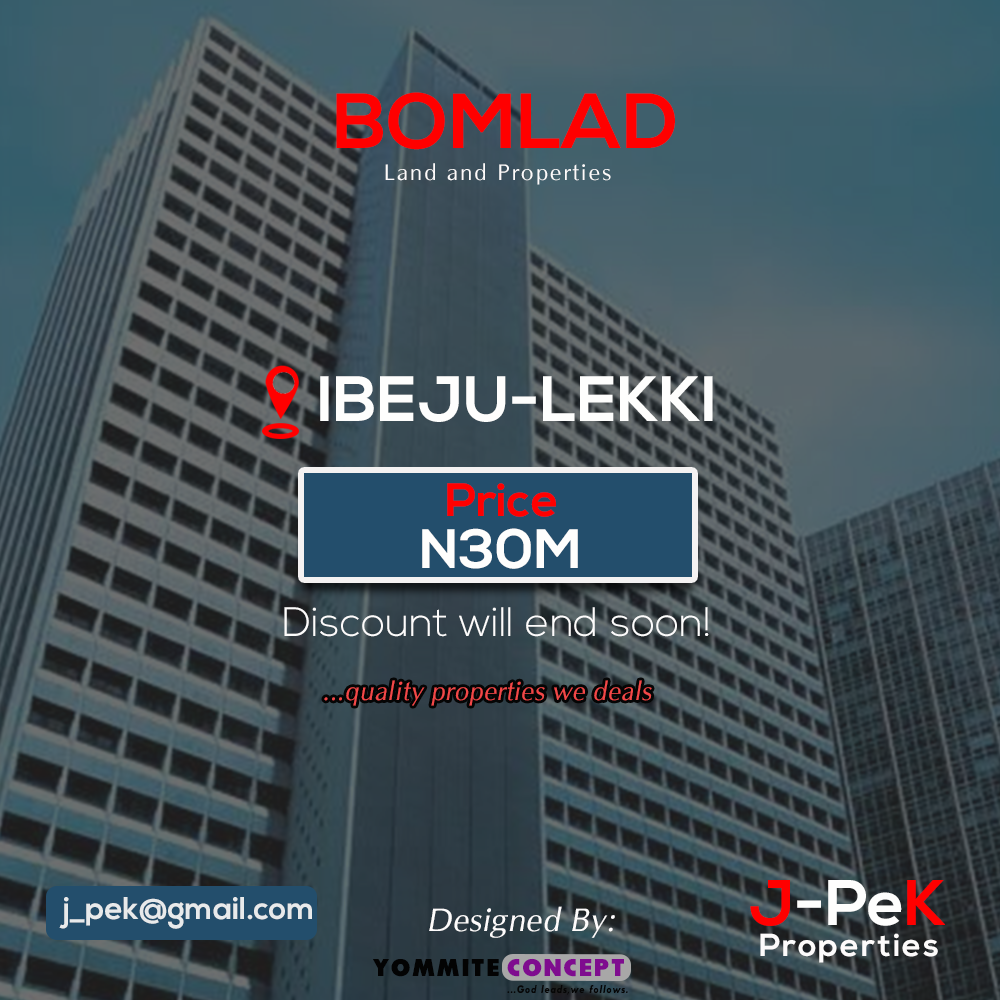 BOMLAD
Land and Properties
IBEJU-LEKKI
Price
N30M
Discount will end soon!
...quality properties we deals
j_pek@gmail.com
Designed By:
YOMMITE CONCEPT
...God leads,we follows.
J-PeK
Properties